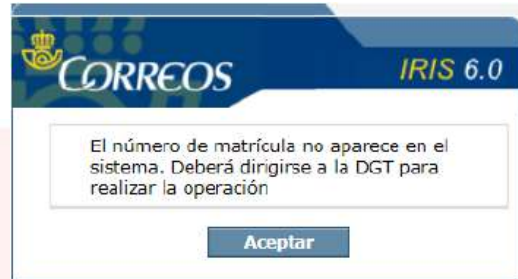 CORREOS
IRIS 6.0
El número de matrícula no aparece en el
sistema. Deberá dirigirse a la DGT para
realizar la operación
Aceptar